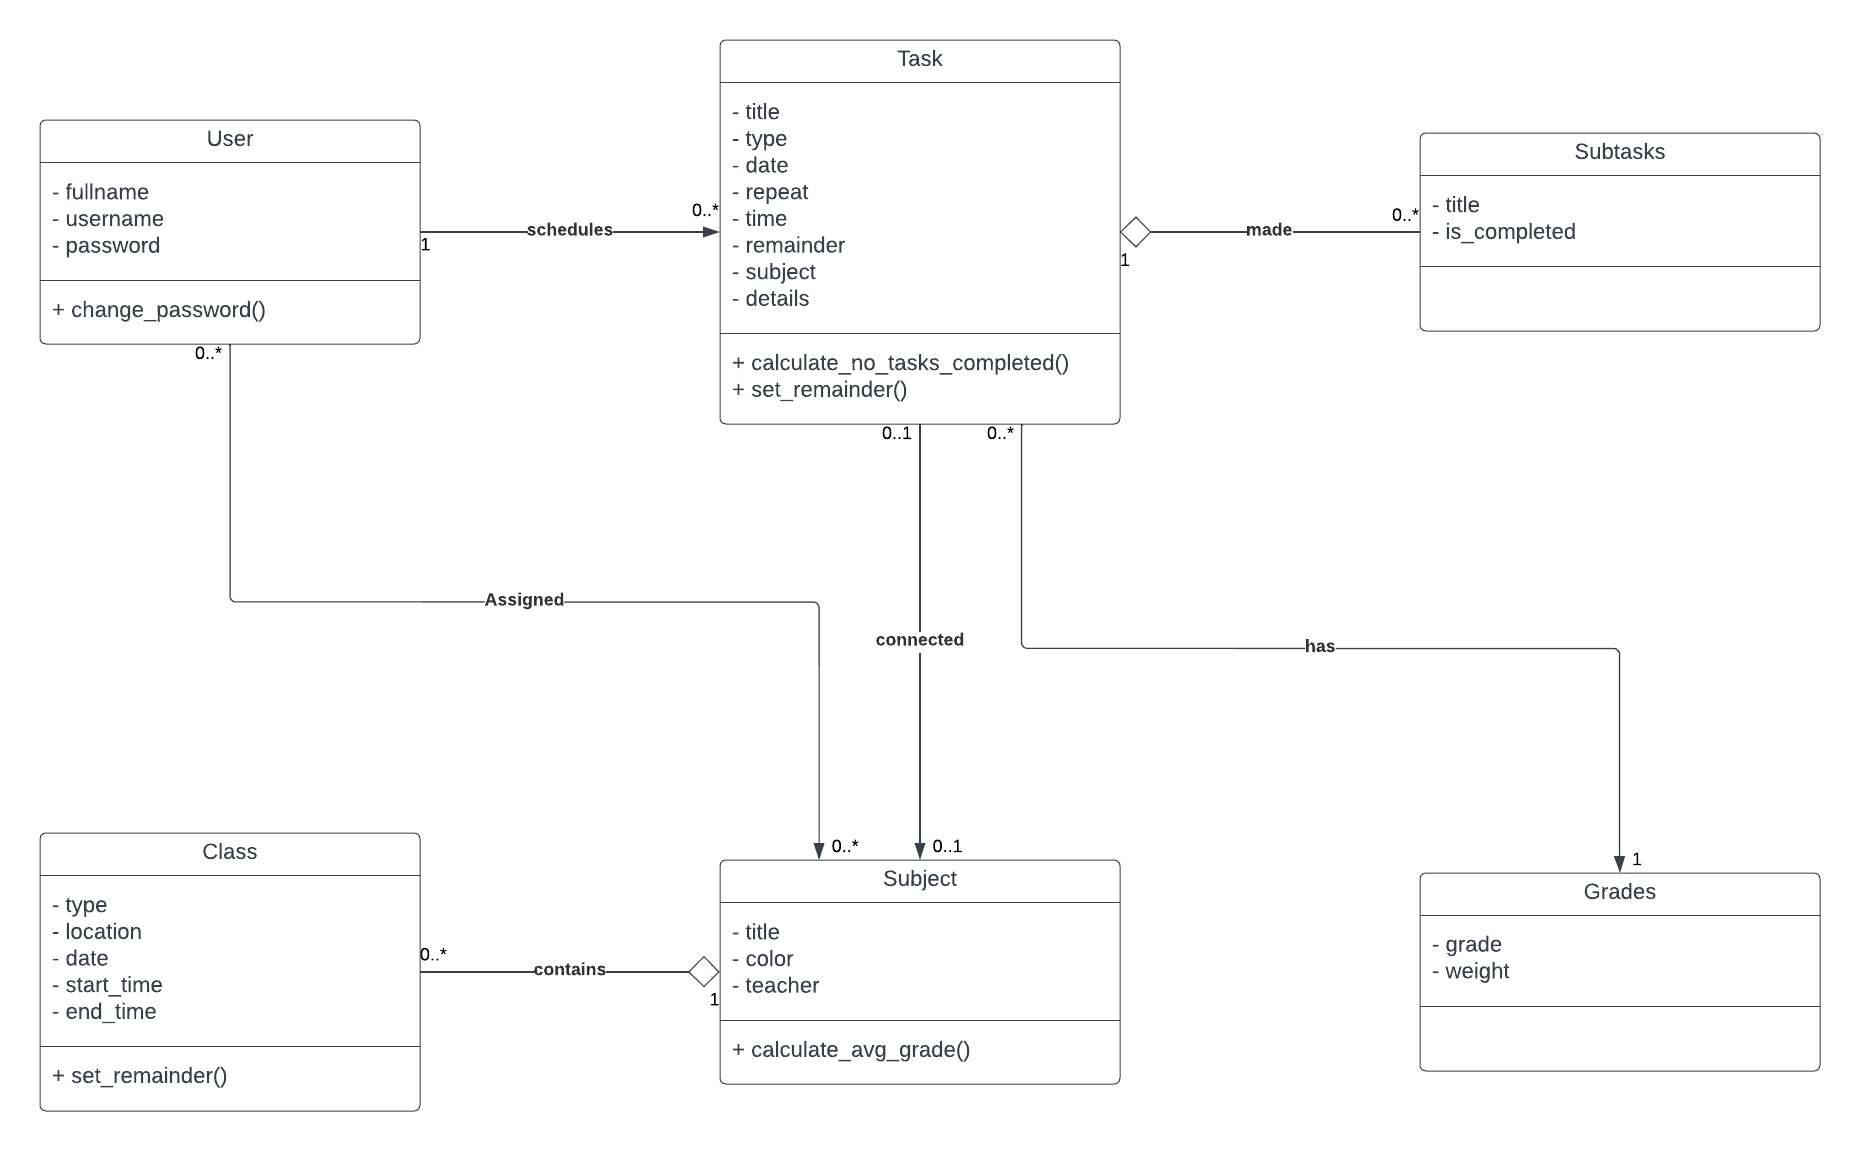 Task
- title
- type
- date
- repeat
- time
- remainder
- subject
- details
+ calculate_no_tasks_completed()
+ set_remainder()
User
- fullname
- username
- password
+ change_password()
Subtasks
- title
- is_completed
1
schedules
0..*
1
made
0..*
0..*
Assigned
0..*
0..1
connected
0..1
0..*
has
1
Class
- type
- location
- date
- start_time
- end_time
+ set_remainder()
0..*
contains
1
Subject
- title
- color
- teacher
+ calculate_avg_grade()
Grades
- grade
- weight